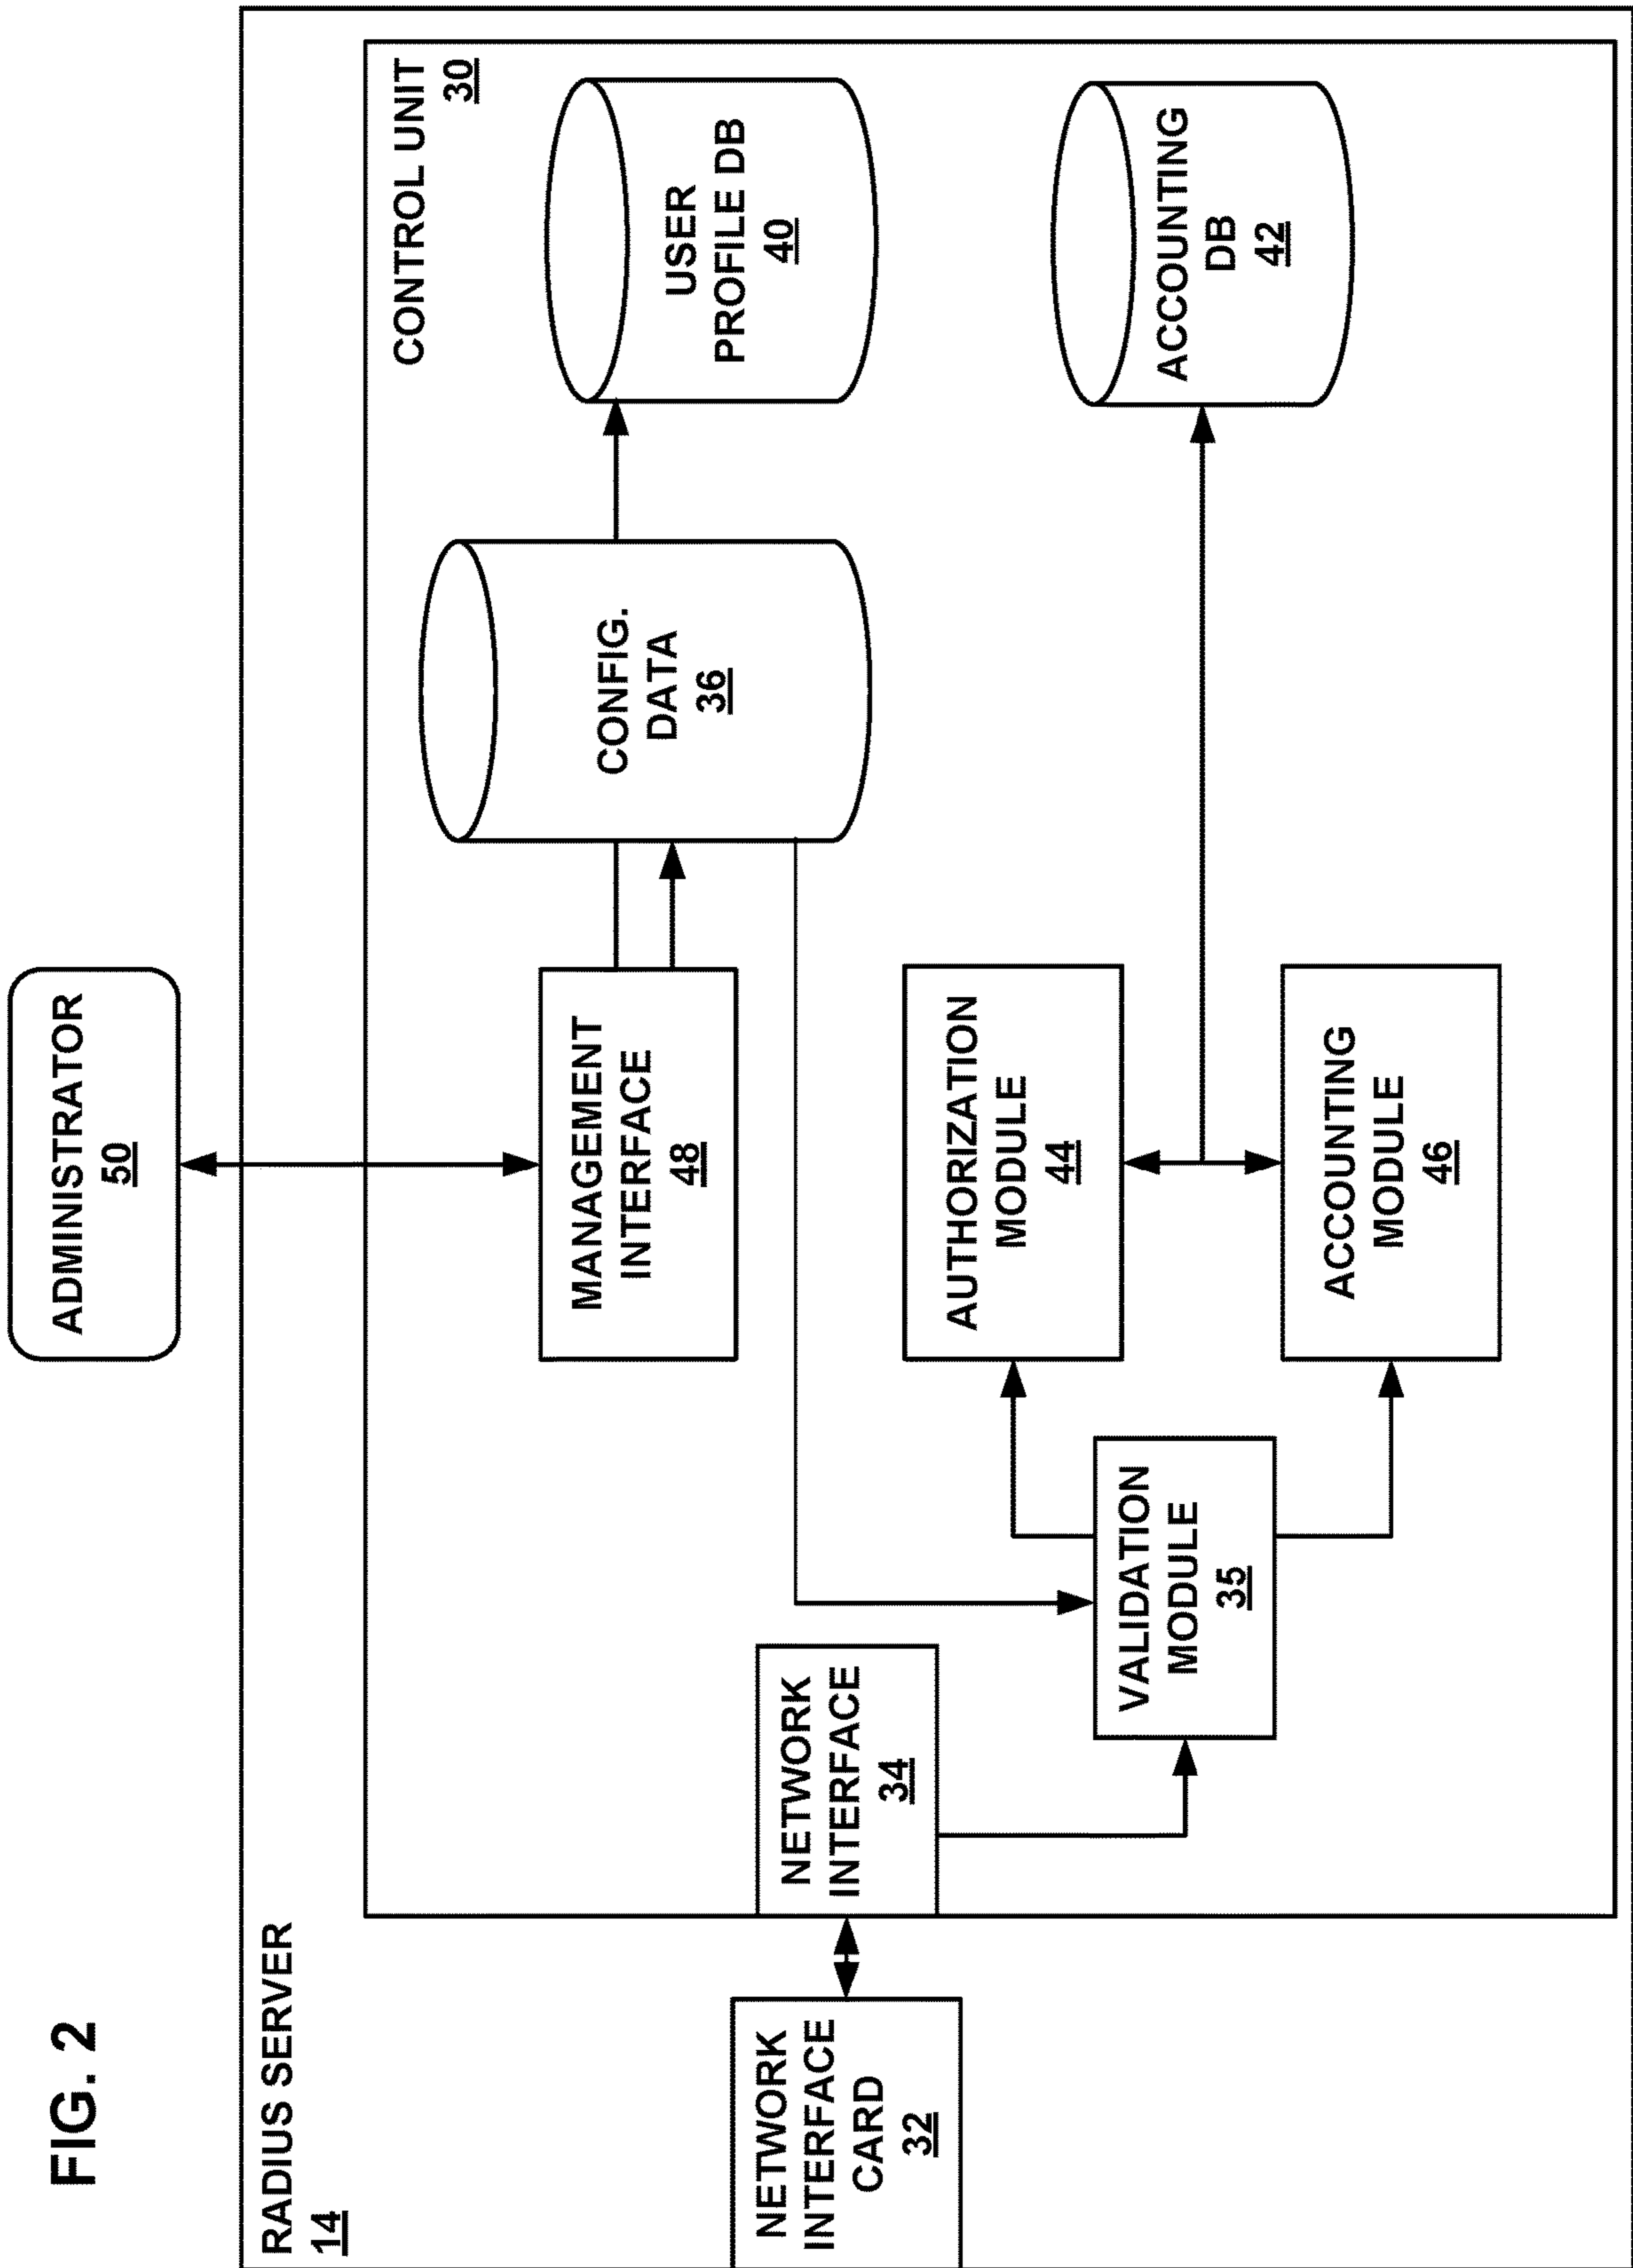 FIG. 2
ADMINISTRATOR
50
RADIUS SERVER
14
CONTROL UNIT
30
MANAGEMENT
INTERFACE
48
CONFIG.
DATA
36
USER
PROFILE DB
40
NETWORK
INTERFACE
CARD
32
NETWORK
INTERFACE
34
VALIDATION
MODULE
35
AUTHORIZATION
MODULE
44
ACCOUNTING
MODULE
46
ACCOUNTING
DB
42